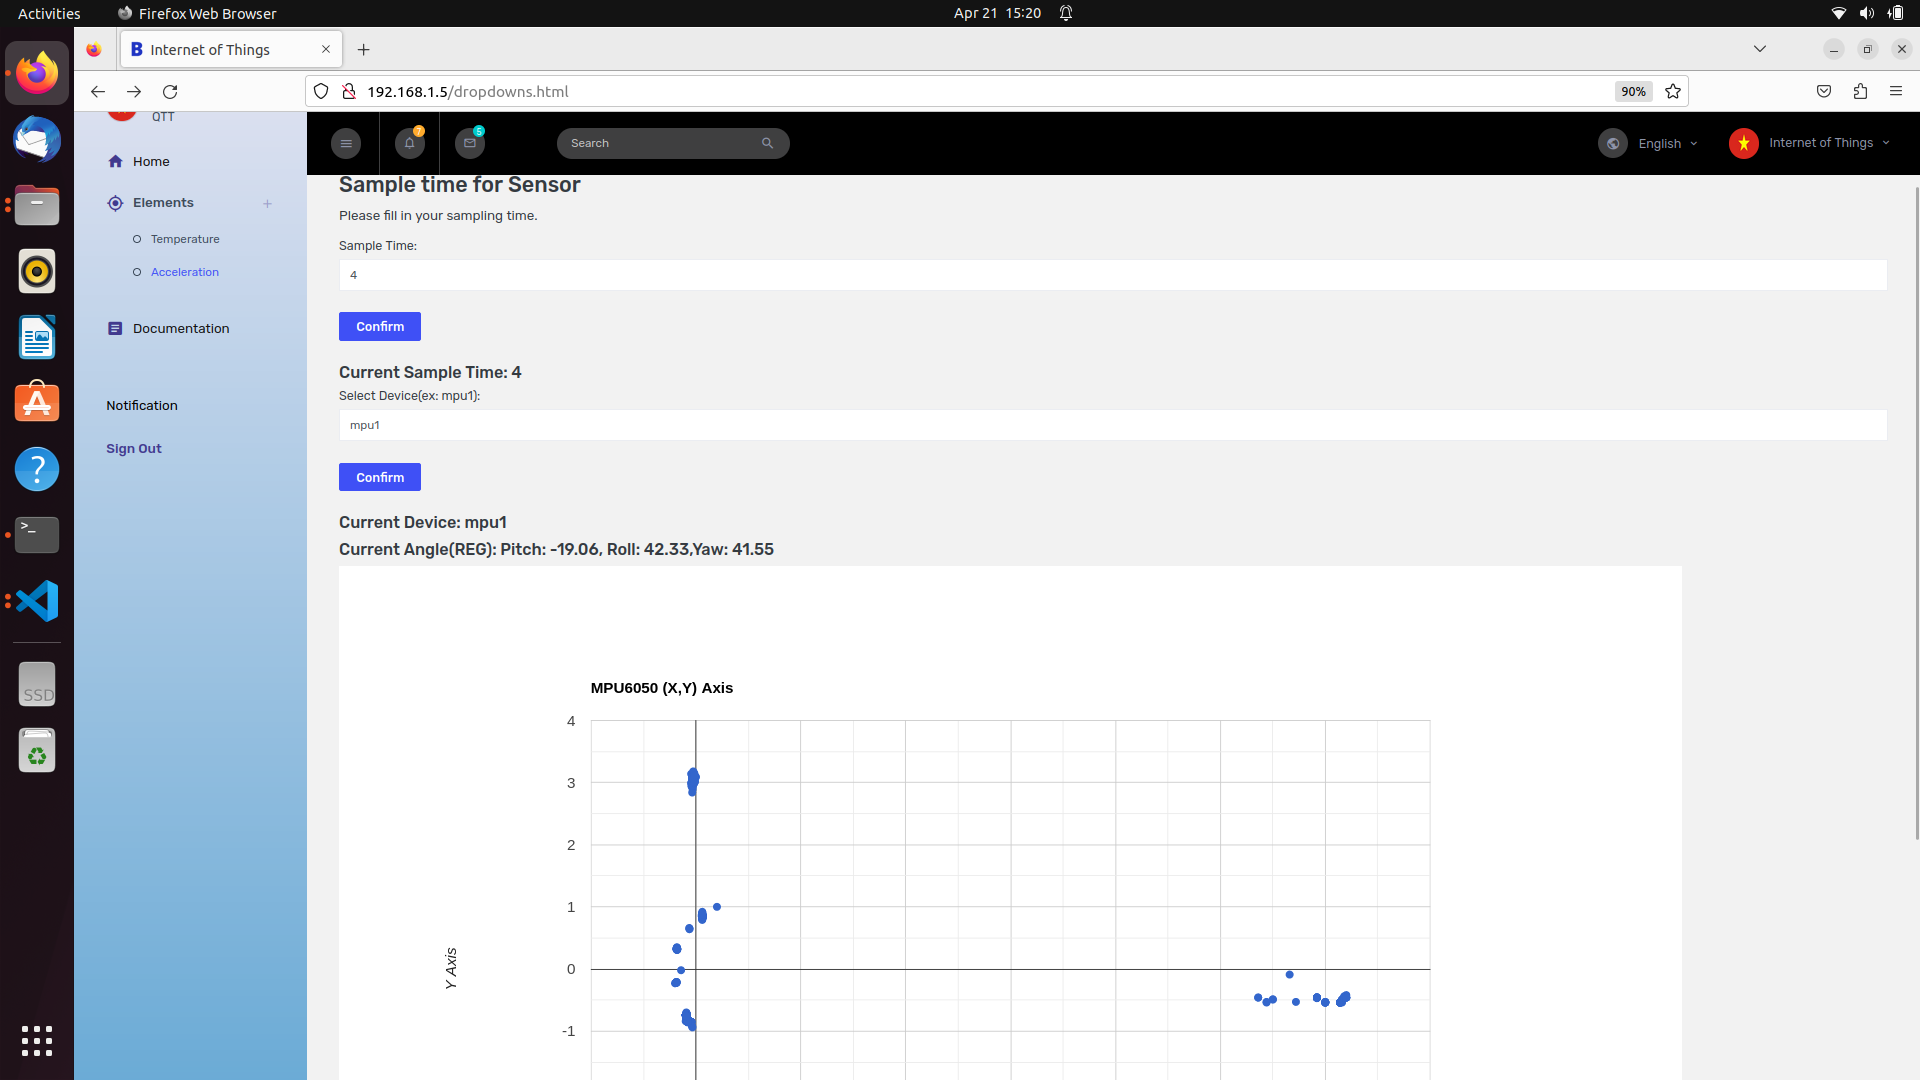 Activities
Firefox Web Browser
Apr 21 15:20
Internet of Things
192.168.1.5/dropdowns.html
90%
QTT
Home
Elements
Temperature
Acceleration
Documentation
Notification
Sign Out
7
5
Search
English
Internet of Things
Sample time for Sensor
Please fill in your sampling time.
Sample Time:
4
Confirm
Current Sample Time: 4
Select Device(ex: mpu1):
mpu1
Confirm
Current Device: mpu1
Current Angle(REG): Pitch: -19.06, Roll: 42.33,Yaw: 41.55
MPU6050 (X,Y) Axis
4
3
2
1
0
-1
Y Axis
SSD